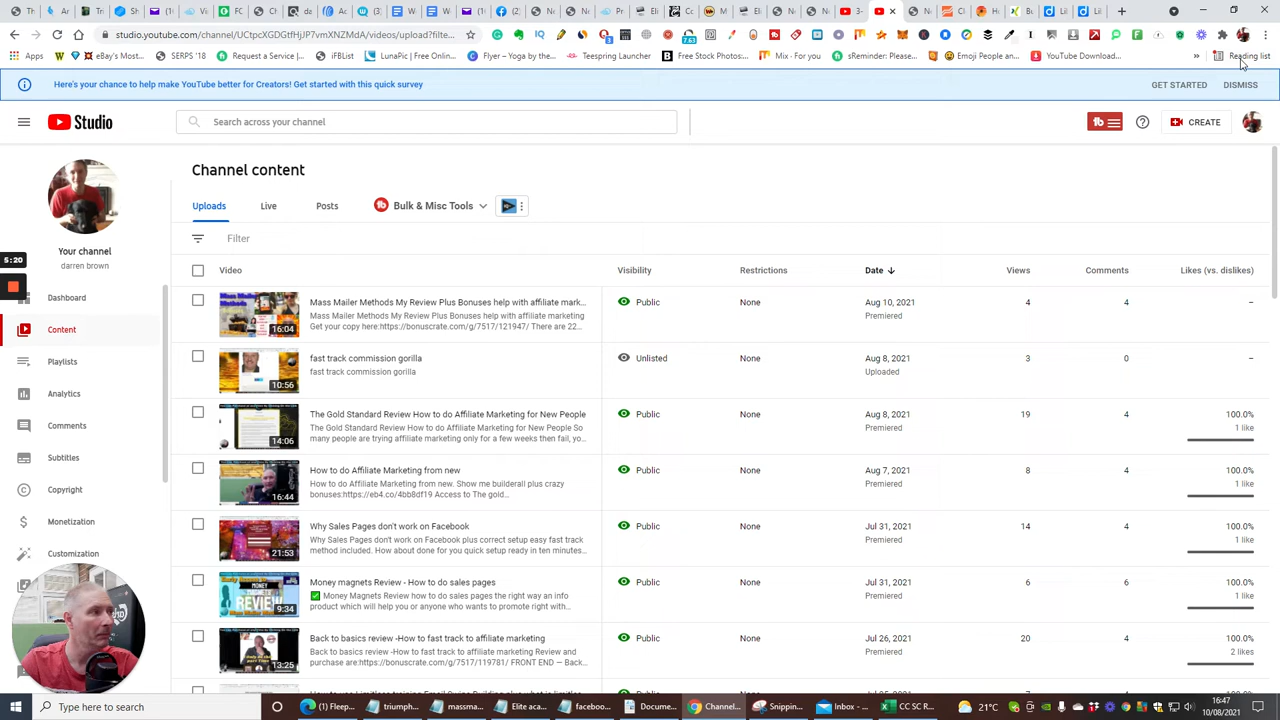 studio.youtube.com/channel/UCtpcXGDGtfHjJP7vmXNZMdA/videos/upload?filte...
Apps
eBay's Most...
SERPS '18
Request a Service...
iFBList
LunaPic | Free Onl...
Flyer – Yoga by the...
Teespring Launcher
Free Stock Photos:...
Mix - For you
sReminder: Please...
Emoji People and...
YouTube Download...
»
Reading list
Here's your chance to help make YouTube better for Creators! Get started with this quick survey
GET STARTED
DISMISS
Studio
Search across your channel
CREATE
Channel content
Uploads
Live
Posts
Bulk & Misc Tools
Your channel
darren brown
5:20
Filter
Video
Visibility
Restrictions
Date
Views
Comments
Likes (vs. dislikes)
Dashboard
Content
Playlists
Analytics
Comments
Subtitles
Copyright
Monetization
Customization
Mass Mailer Methods My Review Plus Bonuses help with affiliate mark...
Get your copy here:https://bonuscrate.com/g/7517/121947/ There are 22...
16:04
Public
None
Aug 10, 2021
Premiered
4
4
–
fast track commission gorilla
fast track commission gorilla
10:56
Unlisted
None
Aug 8, 2021
Uploaded
3
0
–
The Gold Standard Review How to do Affiliate Marketing for New People
The Gold Standard Review How to do Affiliate Marketing for New People So
many people are trying affiliate marketing only for a few weeks then fail, yo...
14:06
Public
None
Aug 8, 2021
Premiered
19
4
100.0%
1 like
How to do Affiliate Marketing from new
How to do Affiliate Marketing from new. Show me builderall plus crazy
bonuses:https://eb4.co/4bb8df19 Access to The gold...
16:44
Public
None
Aug 7, 2021
Premiered
8
4
100.0%
1 like
Why Sales Pages don't work on Facebook
Why Sales Pages don't work on Facebook plus correct setup easy fast track
method included. How about done for you quick setup ready in ten minutes...
21:53
Public
None
Jul 31, 2021
Premiered
14
4
100.0%
1 like
Money magnets Review - How to do sales pages
Money Magnets Review how to do sales pages the right way an info
product which will help you or anyone who wants to promote right with...
9:34
Public
None
Jul 31, 2021
Premiered
6
6
100.0%
1 like
Back to basics review -How to fast track to affiliate marketing
Back to basics review -How to fast track to affiliate marketing Review and
purchase are:https://bonuscrate.com/g/7517/119781/ FRONT END — Back...
13:25
Public
None
Jul 26, 2021
Premiered
20
4
100.0%
2 likes
Type here to search
(1) Fleep...
triumph...
massma...
Elite aca...
faceboo...
Docume...
Channel...
Snippin...
Inbox - ...
CC SC R...
21°C
16:47
10/08/2021